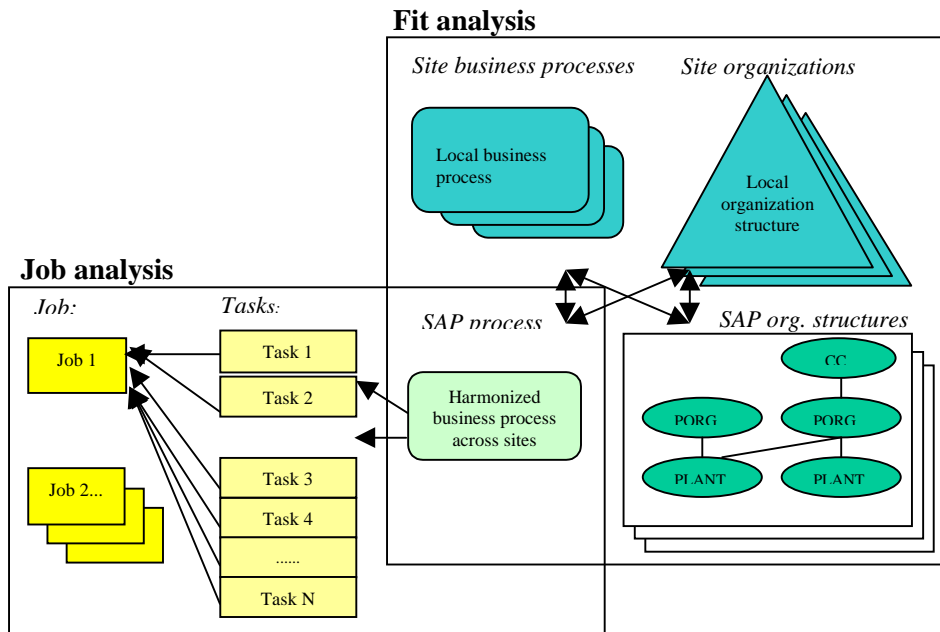 Fit analysis
Site business processes
Site organizations
Local business
process
Local
organization
structure
Job analysis
Job:
Tasks:
SAP process
SAP org. structures
Job 1
Task 1
Task 2
Harmonized
business process
across sites
CC
PORG
PORG
PLANT
PLANT
Job 2...
Task 3
Task 4
......
Task N